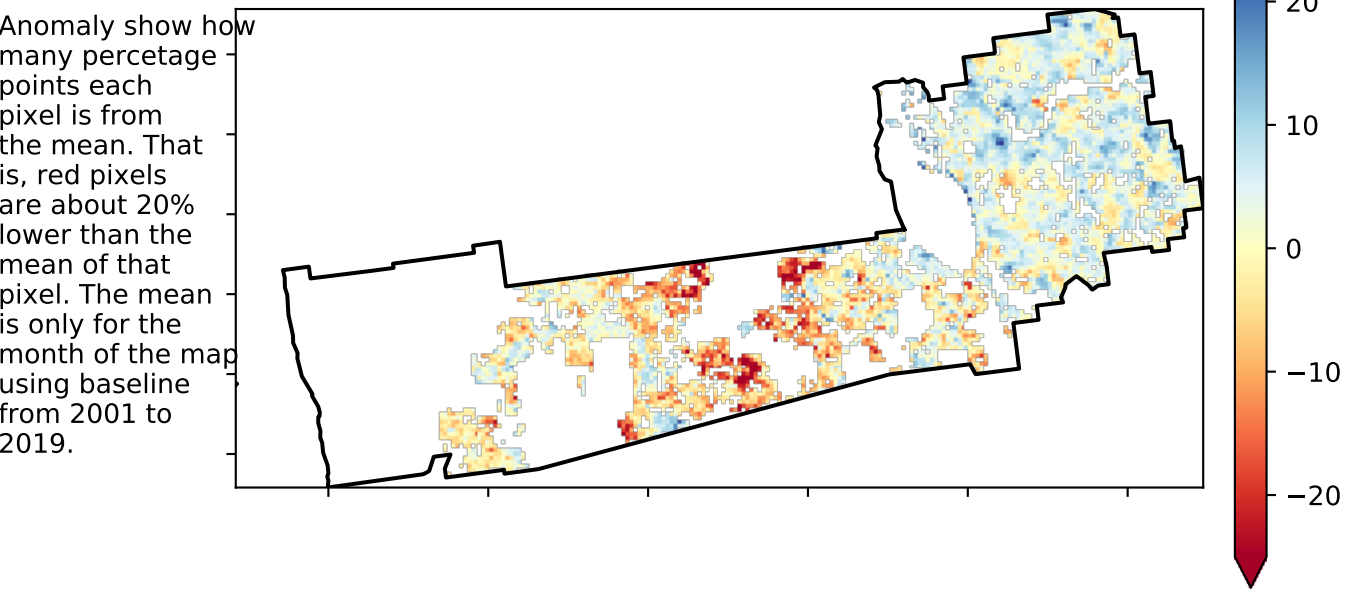 Anomaly show how
many percetage
points each
pixel is from
the mean. That
is, red pixels
are about 20%
lower than the
mean of that
pixel. The mean
is only for the
month of the map
using baseline
from 2001 to
2019.
20
10
0
−10
−20